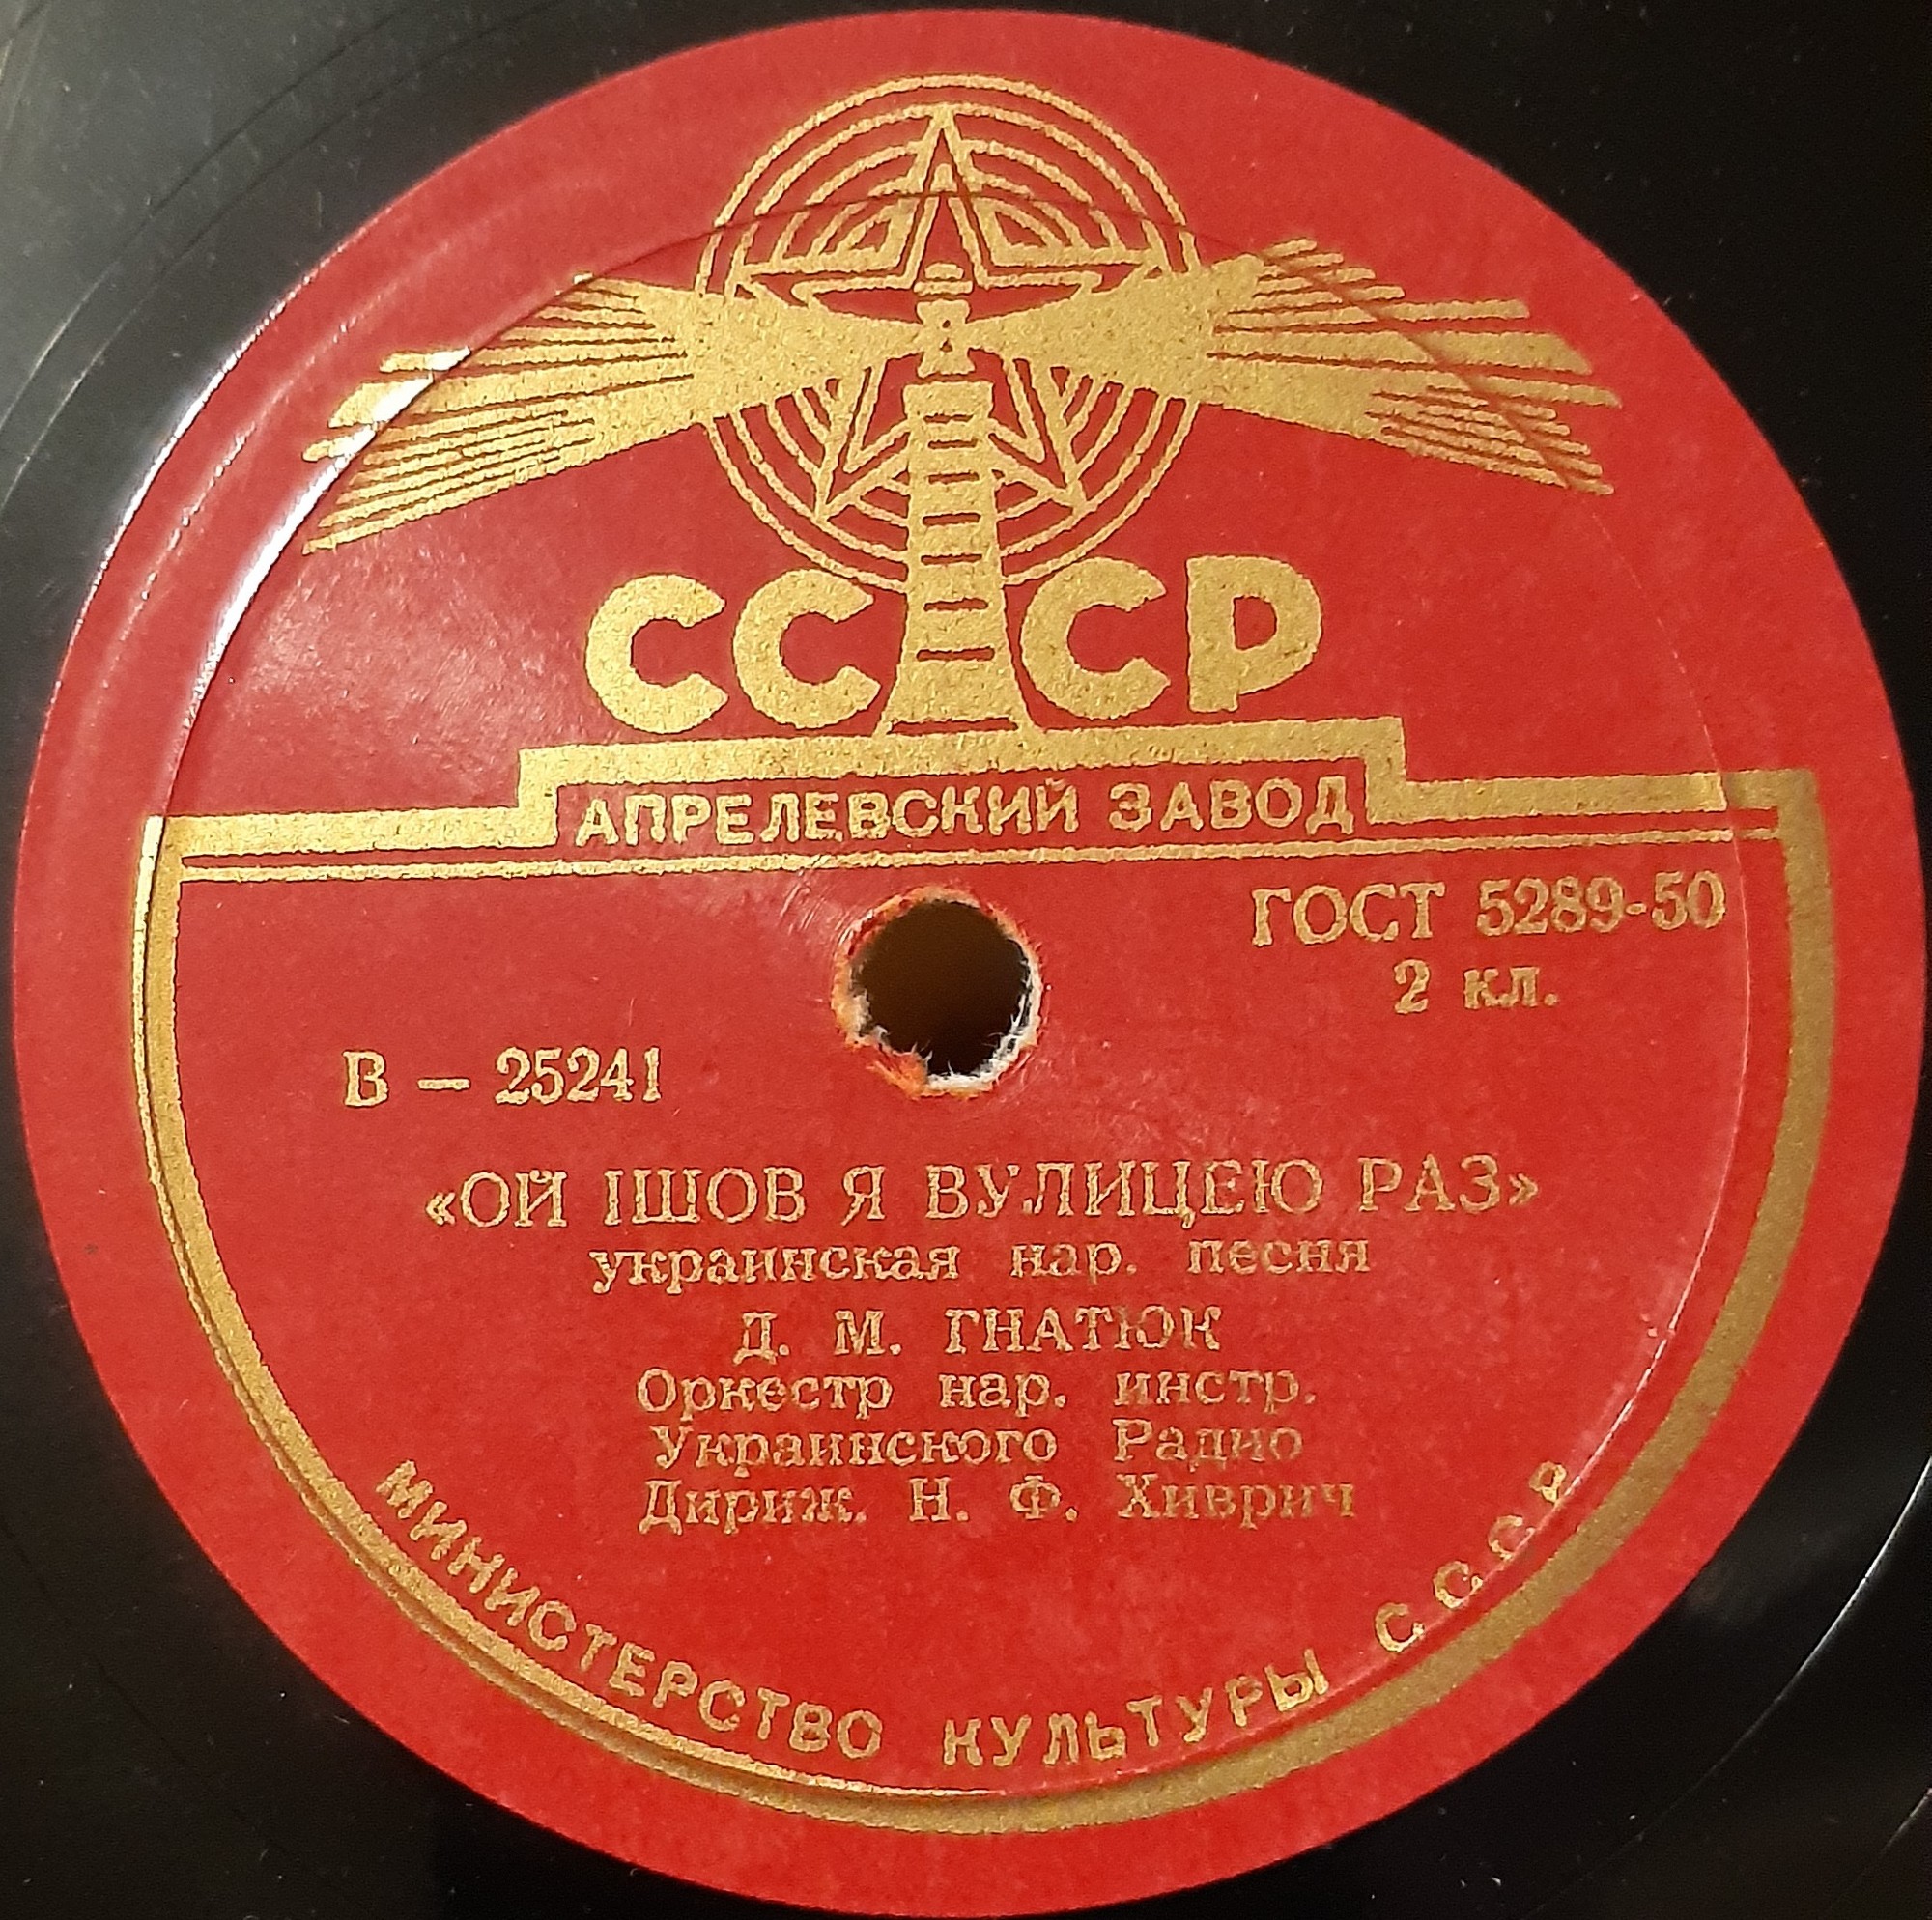 СССР
АПРЕЛЕВСКИЙ ЗАВОД
ГОСТ 5289-50
2 кл.
В — 25241
«ОЙ ІШОВ Я ВУЛИЦЕЮ РАЗ»
украинская нар. песня
Д. М. ГНАТЮК
Оркестр нар. инстр.
Украинского Радио
Дириж. Н. Ф. Хиврич
МИНИСТЕРСТВО КУЛЬТУРЫ СССР